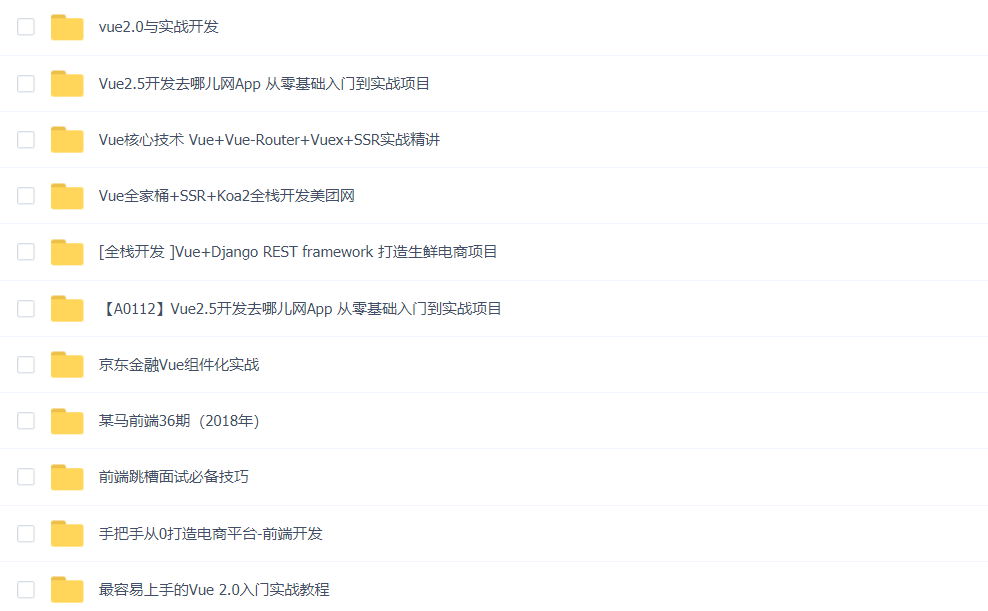 vue2.0与实战开发
Vue2.5开发去哪儿网App 从零基础入门到实战项目
Vue核心技术 Vue+Vue-Router+Vuex+SSR实战精讲
Vue全家桶+SSR+Koa2全栈开发美团网
[全栈开发 ]Vue+Django REST framework 打造生鲜电商项目
【A0112】Vue2.5开发去哪儿网App 从零基础入门到实战项目
京东金融Vue组件化实战
某马前端36期（2018年）
前端跳槽面试必备技巧
手把手从0打造电商平台-前端开发
最容易上手的Vue 2.0入门实战教程